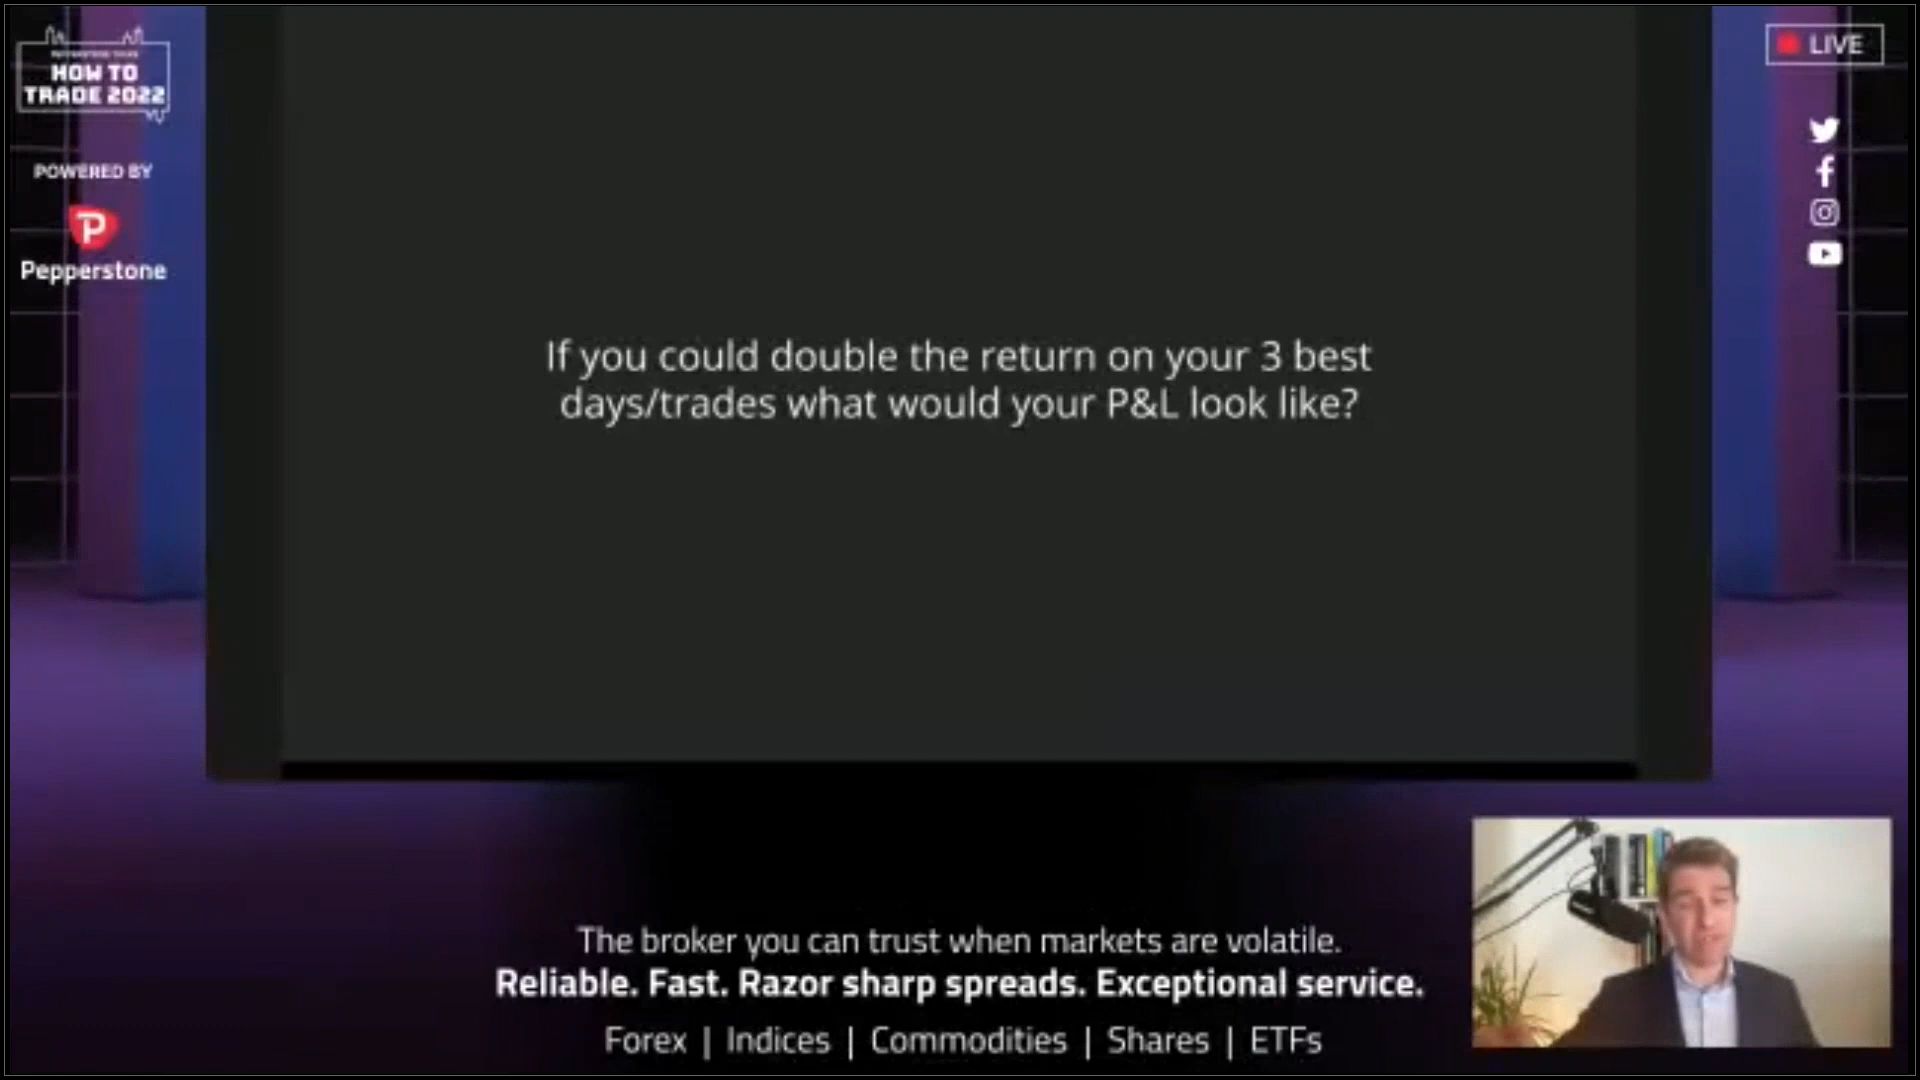 HOW TO
TRADE 2022
POWERED BY
P
Pepperstone
LIVE
If you could double the return on your 3 best
days/trades what would your P&L look like?
The broker you can trust when markets are volatile.
Reliable. Fast. Razor sharp spreads. Exceptional service.
Forex | Indices | Commodities | Shares | ETFs